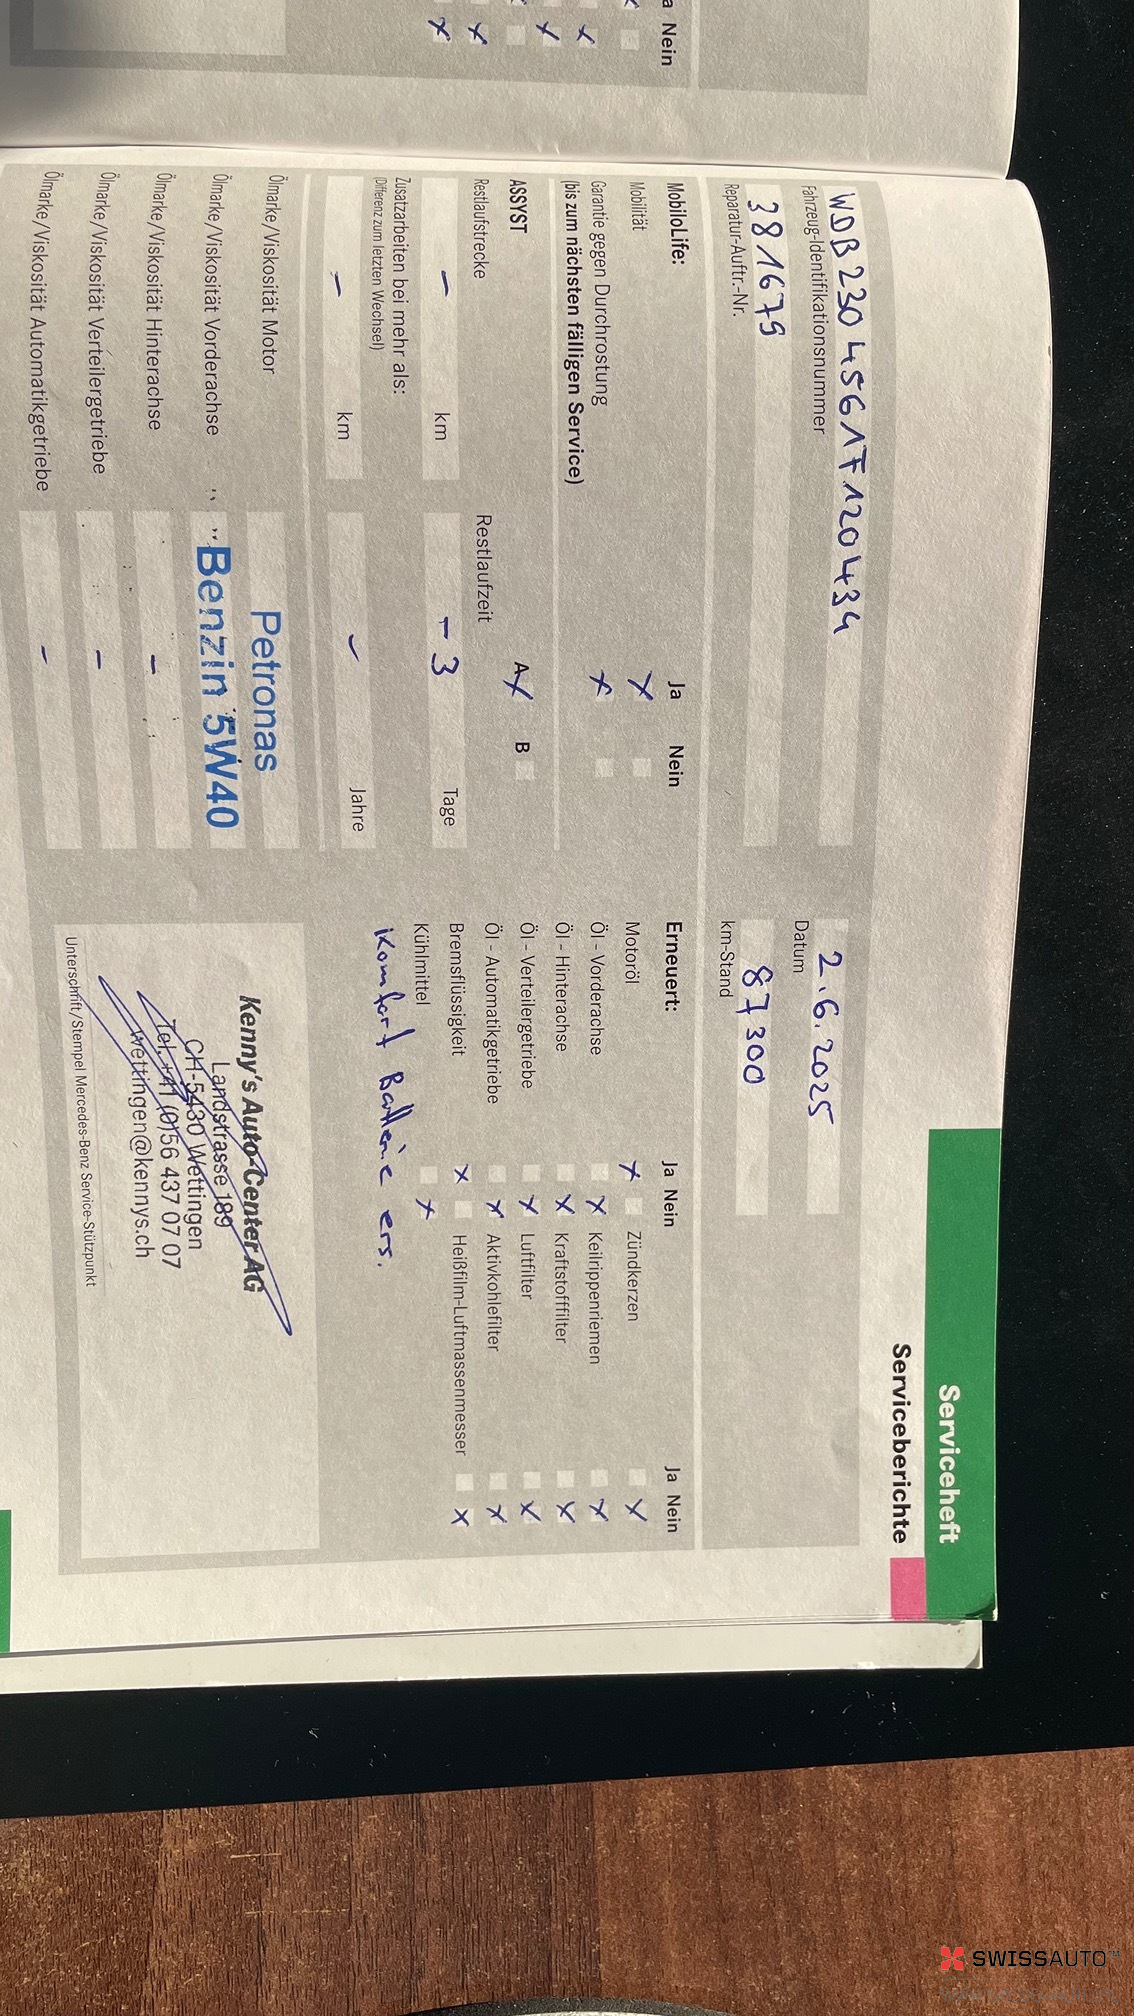 Serviceheft
Serviceberichte
WDB2304561F120434
Fahrzeug-Identifikationsnummer
2.6.2025
Datum
381679
Reparatur-Auftr.-Nr.
87300
km-Stand
MobiloLife:
Ja Nein
Mobilität
Garantie gegen Durchrostung
(bis zum nächsten fälligen Service)
ASSYST
A B
Restlaufstrecke
Restlaufzeit
– km
– 3 Tage
Zusatzarbeiten bei mehr als:
(Differenz zum letzten Wechsel)
– km
Jahre
Ölmarke/Viskosität Motor
Petronas
Ölmarke/Viskosität Vorderachse
Benzin 5W40
Ölmarke/Viskosität Hinterachse –
Ölmarke/Viskosität Verteilergetriebe –
Ölmarke/Viskosität Automatikgetriebe –
Erneuert:
Ja Nein
Ja Nein
Motoröl x
Zündkerzen x
Öl - Vorderachse x
Keilrippenriemen x
Öl - Hinterachse x
Kraftstofffilter x
Öl - Verteilergetriebe x
Luftfilter x
Öl - Automatikgetriebe x
Aktivkohlefilter x
Bremsflüssigkeit x
Heißfilm-Luftmassenmesser x
Kühlmittel x
Komfort Batterie ers.
Kenny's Auto-Center AG
Landstrasse 189
CH-5430 Wettingen
Tel. +41 (0)56 437 07 07
wettingen@kennys.ch
Unterschrift/Stempel Mercedes-Benz Service-Stützpunkt
Nein
SWISSAUTO™